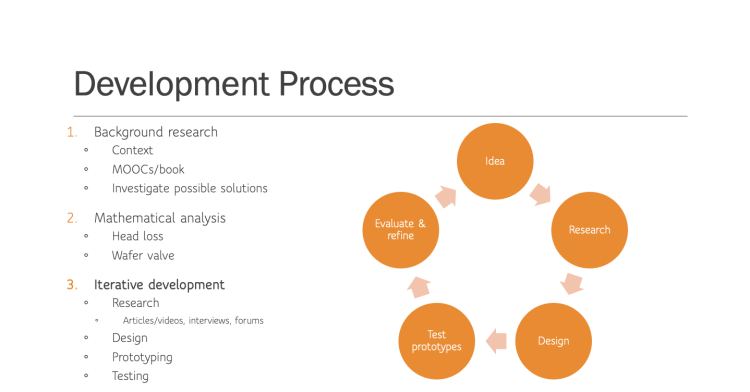 Development Process
1. Background research
° Context
° MOOCs/book
° Investigate possible solutions
2. Mathematical analysis
° Head loss
° Wafer valve
3. Iterative development
° Research
° Articles/videos, interviews, forums
° Design
° Prototyping
° Testing
Idea
Research
Design
Test
prototypes
Evaluate &
refine